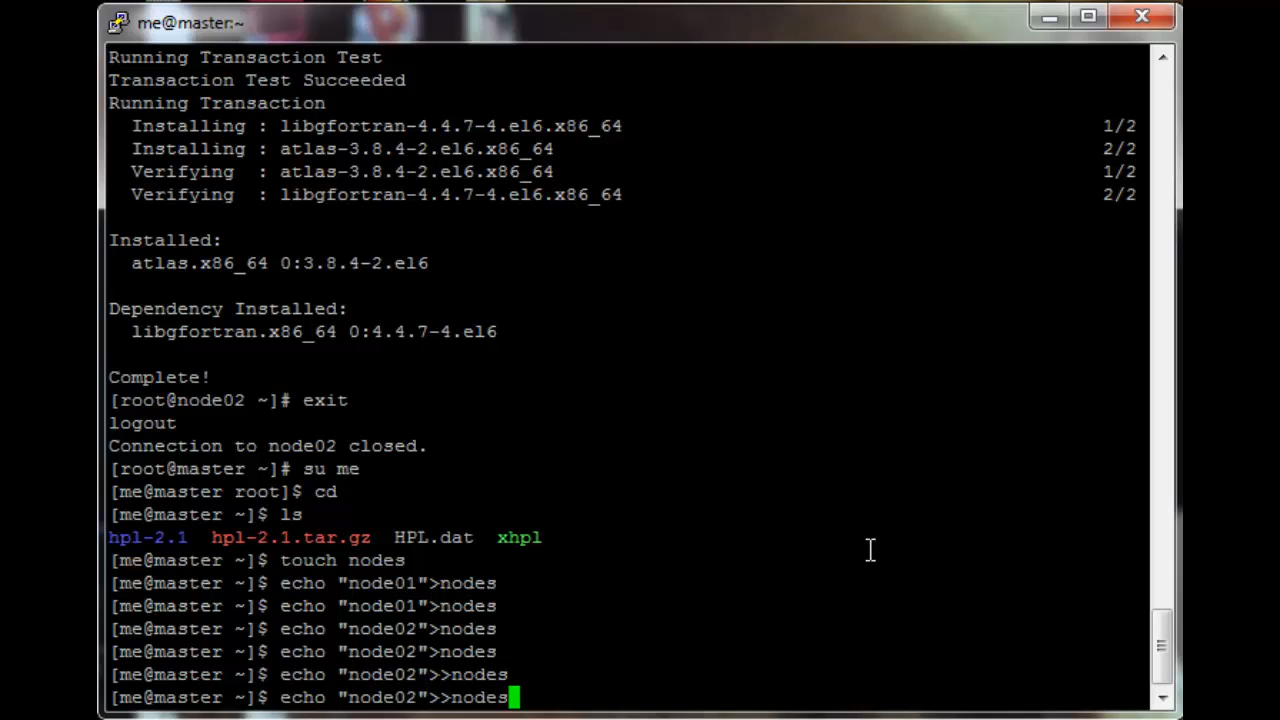 me@master:~
Running Transaction Test
Transaction Test Succeeded
Running Transaction
  Installing : libgfortran-4.4.7-4.el6.x86_64 1/2
  Installing : atlas-3.8.4-2.el6.x86_64 2/2
  Verifying  : atlas-3.8.4-2.el6.x86_64 1/2
  Verifying  : libgfortran-4.4.7-4.el6.x86_64 2/2
Installed:
  atlas.x86_64 0:3.8.4-2.el6
Dependency Installed:
  libgfortran.x86_64 0:4.4.7-4.el6
Complete!
[root@node02 ~]# exit
logout
Connection to node02 closed.
[root@master ~]# su me
[me@master root]$ cd
[me@master ~]$ ls
hpl-2.1  hpl-2.1.tar.gz  HPL.dat  xhpl
[me@master ~]$ touch nodes
[me@master ~]$ echo "node01">nodes
[me@master ~]$ echo "node01">nodes
[me@master ~]$ echo "node02">nodes
[me@master ~]$ echo "node02">nodes
[me@master ~]$ echo "node02">>nodes
[me@master ~]$ echo "node02">>nodes